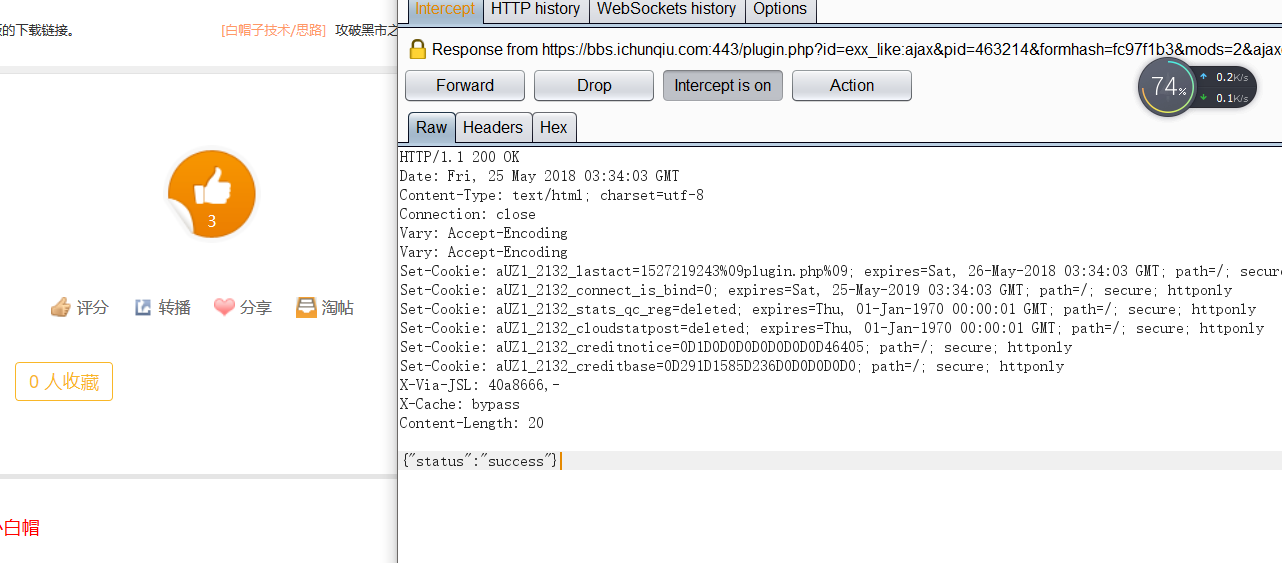 的下载链接。
[白帽子技术/思路] 攻破黑市之
3
评分 转播 分享 淘帖
0 人收藏
小白帽
Intercept HTTP history WebSockets history Options
Response from https://bbs.ichunqiu.com:443/plugin.php?id=exx_like:ajax&pid=463214&formhash=fc97f1b3&mods=2&ajax
Forward Drop Intercept is on Action
74% 0.2K/s
0.1K/s
Raw Headers Hex
HTTP/1.1 200 OK
Date: Fri, 25 May 2018 03:34:03 GMT
Content-Type: text/html; charset=utf-8
Connection: close
Vary: Accept-Encoding
Vary: Accept-Encoding
Set-Cookie: aUZ1_2132_lastact=1527219243%09plugin.php%09; expires=Sat, 26-May-2018 03:34:03 GMT; path=/; secure
Set-Cookie: aUZ1_2132_connect_is_bind=0; expires=Sat, 25-May-2019 03:34:03 GMT; path=/; secure; httponly
Set-Cookie: aUZ1_2132_stats_qc_reg=deleted; expires=Thu, 01-Jan-1970 00:00:01 GMT; path=/; secure; httponly
Set-Cookie: aUZ1_2132_cloudstatpost=deleted; expires=Thu, 01-Jan-1970 00:00:01 GMT; path=/; secure; httponly
Set-Cookie: aUZ1_2132_creditnotice=0D1D0D0D0D0D0D0D0D46405; path=/; secure; httponly
Set-Cookie: aUZ1_2132_creditbase=0D291D1585D236D0D0D0D0D0; path=/; secure; httponly
X-Via-JSL: 40a8666,-
X-Cache: bypass
Content-Length: 20
{"status":"success"}